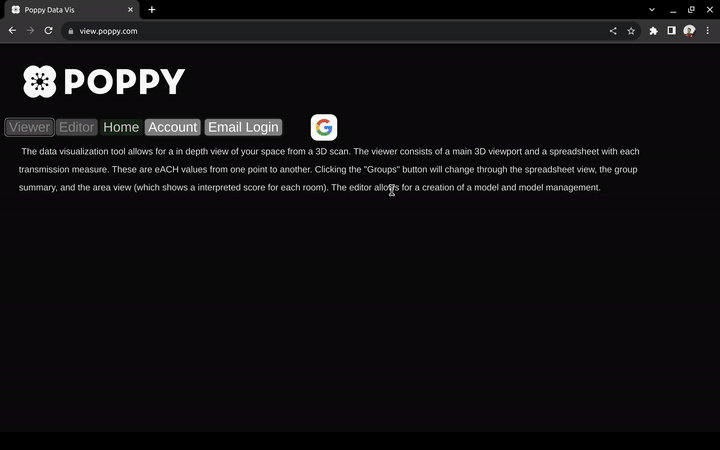 Poppy Data Vis
view.poppy.com
POPPY
Viewer Editor Home Account Email Login
The data visualization tool allows for a in depth view of your space from a 3D scan. The viewer consists of a main 3D viewport and a spreadsheet with each
transmission measure. These are eACH values from one point to another. Clicking the "Groups" button will change through the spreadsheet view, the group
summary, and the area view (which shows a interpreted score for each room). The editor allows for a creation of a model and model management.